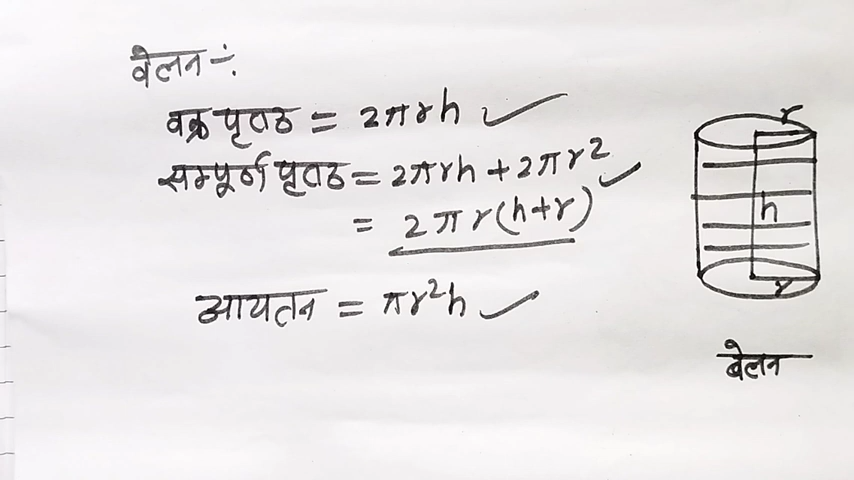 वेलन ÷
वक्र पृष्ठ = 2πrh ✓
सम्पूर्ण पृष्ठ = 2πrh + 2πr² ✓
= 2πr(h+r)
आयतन = πr²h ✓
r
h
r
बेलन